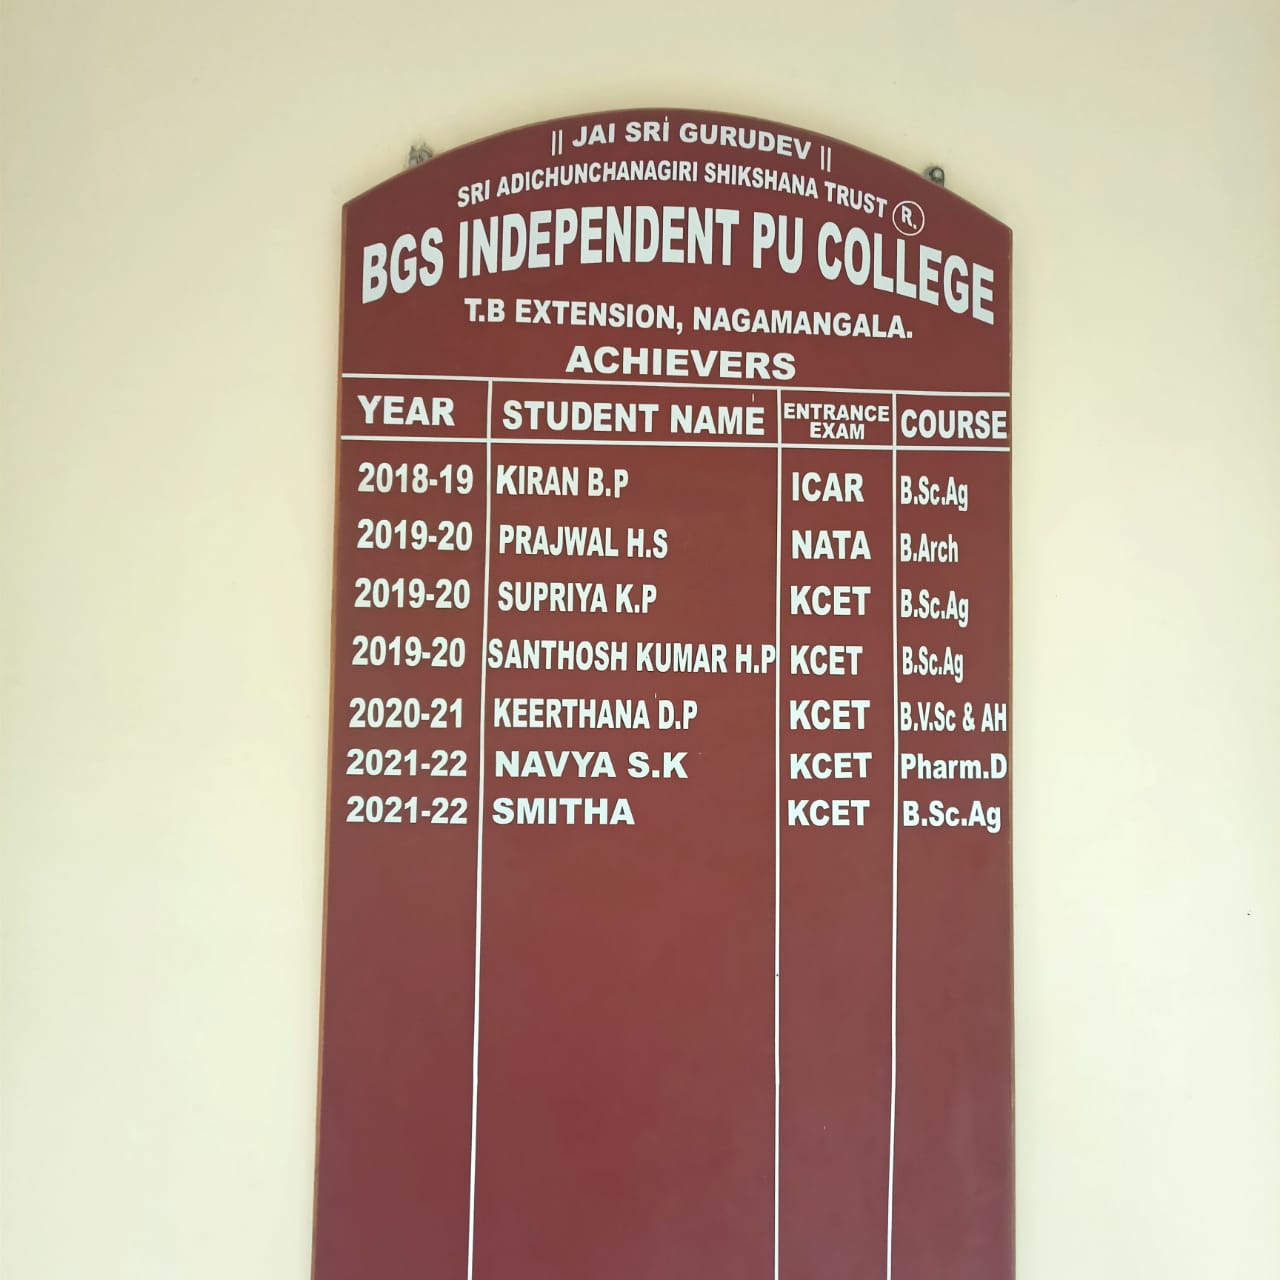 || JAI SRI GURUDEV ||
SRI ADICHUNCHANAGIRI SHIKSHANA TRUST R.
BGS INDEPENDENT PU COLLEGE
T.B EXTENSION, NAGAMANGALA.
ACHIEVERS
YEAR STUDENT NAME ENTRANCE EXAM COURSE
2018-19 KIRAN B.P ICAR B.Sc.Ag
2019-20 PRAJWAL H.S NATA B.Arch
2019-20 SUPRIYA K.P KCET B.Sc.Ag
2019-20 SANTHOSH KUMAR H.P KCET B.Sc.Ag
2020-21 KEERTHANA D.P KCET B.V.Sc & AH
2021-22 NAVYA S.K KCET Pharm.D
2021-22 SMITHA KCET B.Sc.Ag